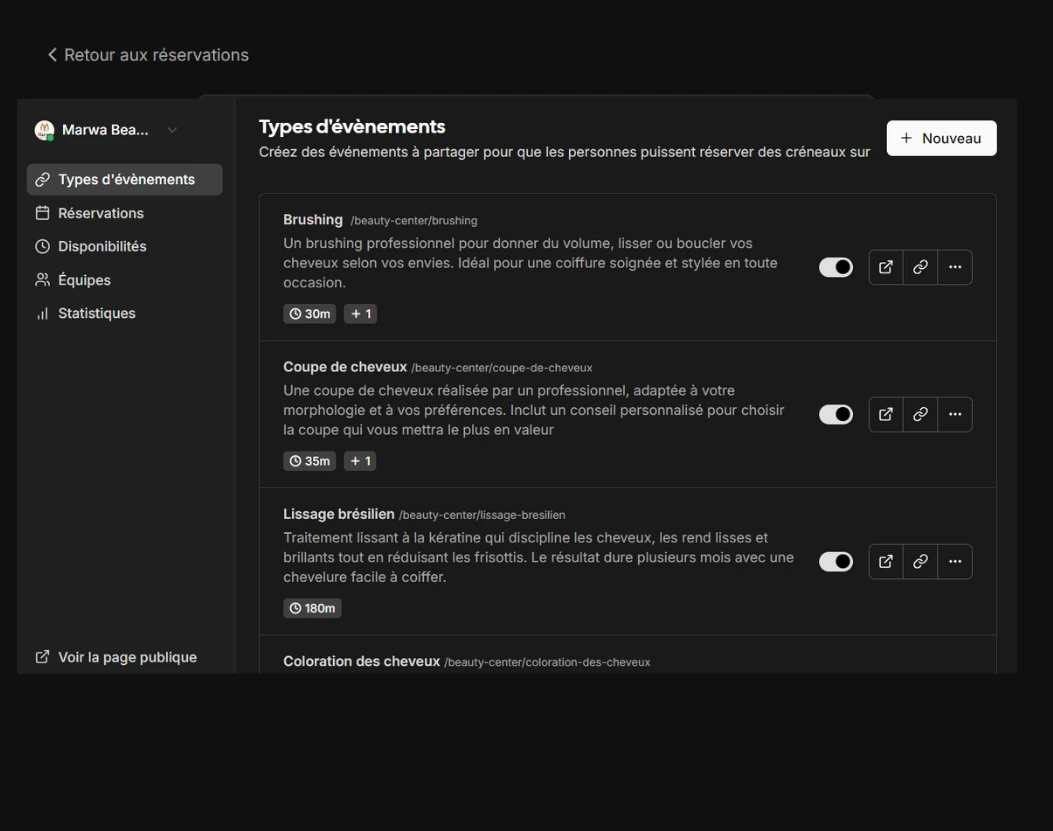 Retour aux réservations
Marwa Bea...
Types d'évènements
Réservations
Disponibilités
Équipes
Statistiques
Voir la page publique
Types d'évènements
Créez des événements à partager pour que les personnes puissent réserver des créneaux sur
+ Nouveau
Brushing /beauty-center/brushing
Un brushing professionnel pour donner du volume, lisser ou boucler vos
cheveux selon vos envies. Idéal pour une coiffure soignée et stylée en toute
occasion.
30m + 1
Coupe de cheveux /beauty-center/coupe-de-cheveux
Une coupe de cheveux réalisée par un professionnel, adaptée à votre
morphologie et à vos préférences. Inclut un conseil personnalisé pour choisir
la coupe qui vous mettra le plus en valeur
35m + 1
Lissage brésilien /beauty-center/lissage-bresilien
Traitement lissant à la kératine qui discipline les cheveux, les rend lisses et
brillants tout en réduisant les frisottis. Le résultat dure plusieurs mois avec une
chevelure facile à coiffer.
180m
Coloration des cheveux /beauty-center/coloration-des-cheveux